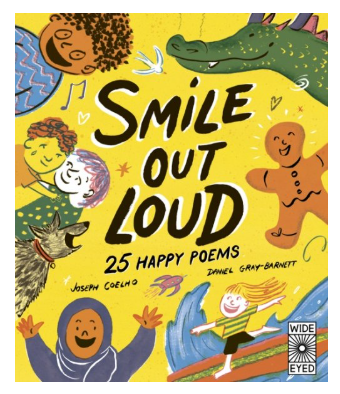 SMILE
OUT
LOUD
25 HAPPY POEMS
JOSEPH COELHO
DANIEL GRAY-BARNETT
WIDE
EYED